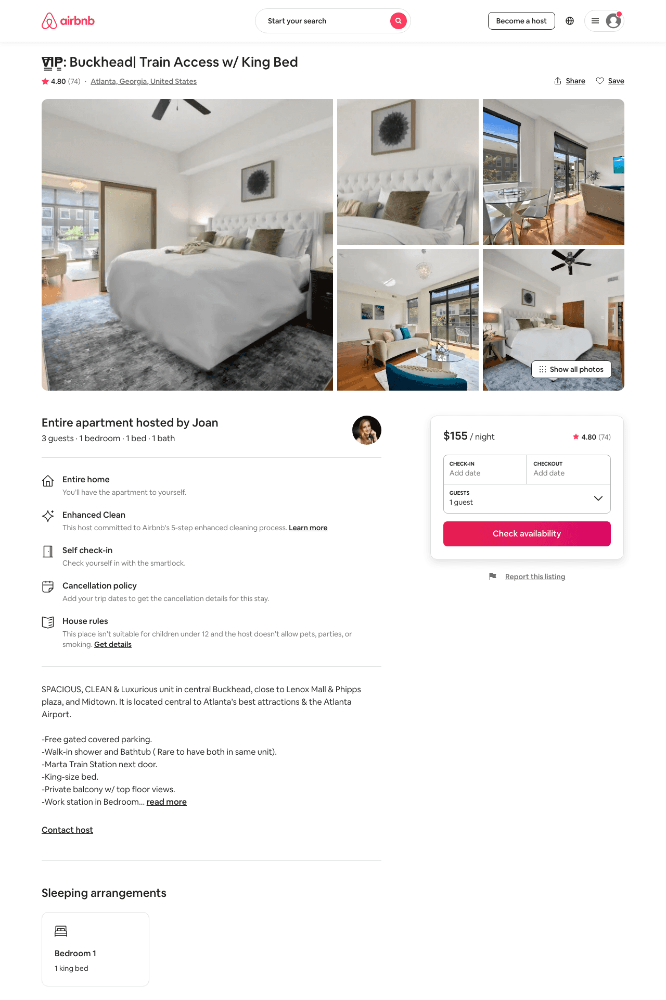 airbnb
Start your search
Become a host
VIP: Buckhead| Train Access w/ King Bed
4.80 (74) · Atlanta, Georgia, United States
Share
Save
Show all photos
Entire apartment hosted by Joan
3 guests · 1 bedroom · 1 bed · 1 bath
Entire home
You’ll have the apartment to yourself.
Enhanced Clean
This host committed to Airbnb's 5-step enhanced cleaning process. Learn more
Self check-in
Check yourself in with the smartlock.
Cancellation policy
Add your trip dates to get the cancellation details for this stay.
House rules
This place isn’t suitable for children under 12 and the host doesn’t allow pets, parties, or
smoking. Get details
$155 / night
4.80 (74)
CHECK-IN
Add date
CHECKOUT
Add date
GUESTS
1 guest
Check availability
Report this listing
SPACIOUS, CLEAN & Luxurious unit in central Buckhead, close to Lenox Mall & Phipps
plaza, and Midtown. It is located central to Atlanta’s best attractions & the Atlanta
Airport.
-Free gated covered parking.
-Walk-in shower and Bathtub ( Rare to have both in same unit).
-Marta Train Station next door.
-King-size bed.
-Private balcony w/ top floor views.
-Work station in Bedroom... read more
Contact host
Sleeping arrangements
Bedroom 1
1 king bed